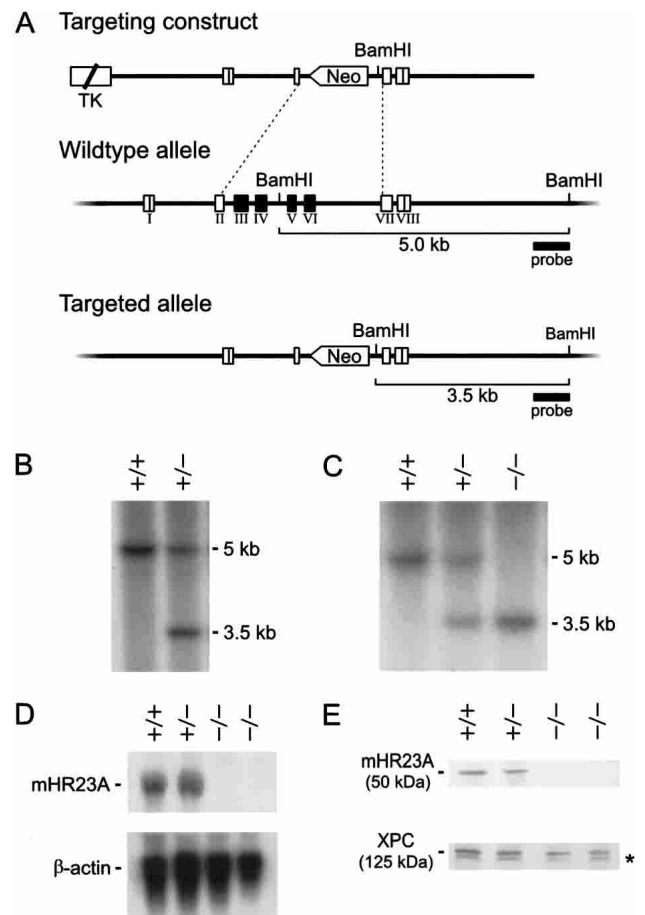 A Targeting construct
BamHI
Neo
TK
Wildtype allele
BamHI BamHI
I II III IV V VI VII VIII
5.0 kb
probe
Targeted allele
BamHI BamHI
Neo
3.5 kb
probe
B +/+ +/-
- 5 kb
- 3.5 kb
C +/+ +/- -/-
- 5 kb
- 3.5 kb
D +/+ +/- -/- -/-
mHR23A -
β-actin -
E +/+ +/- -/- -/-
mHR23A -
(50 kDa)
XPC -
(125 kDa) *